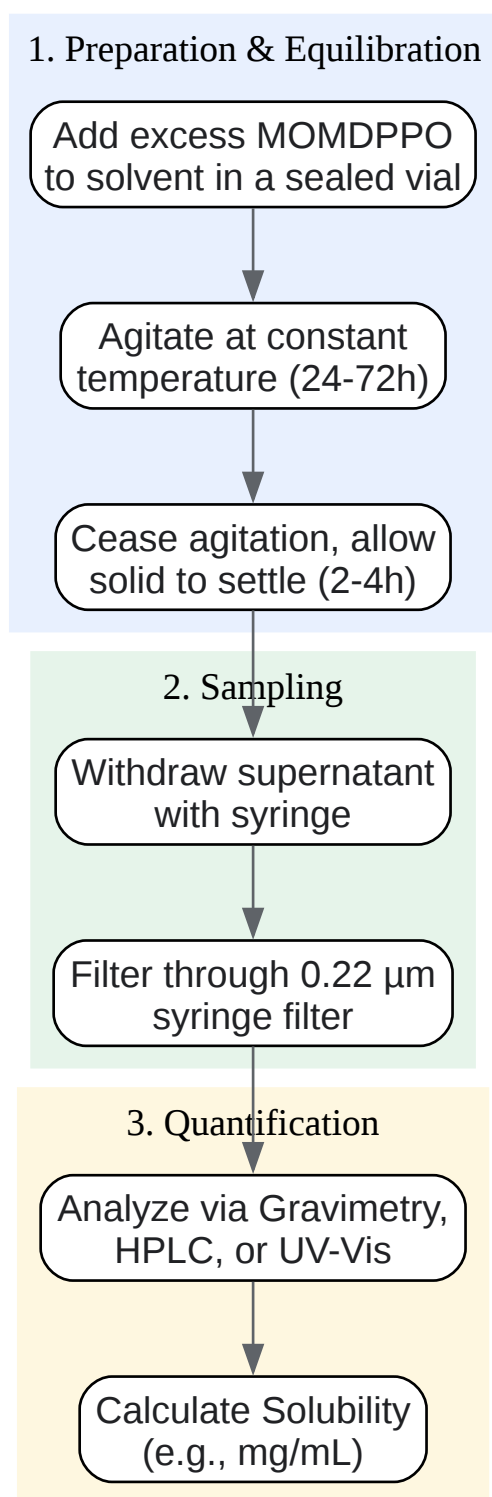 1. Preparation & Equilibration
Add excess MOMDPPO
to solvent in a sealed vial
Agitate at constant
temperature (24-72h)
Cease agitation, allow
solid to settle (2-4h)
2. Sampling
Withdraw supernatant
with syringe
Filter through 0.22 µm
syringe filter
3. Quantification
Analyze via Gravimetry,
HPLC, or UV-Vis
Calculate Solubility
(e.g., mg/mL)